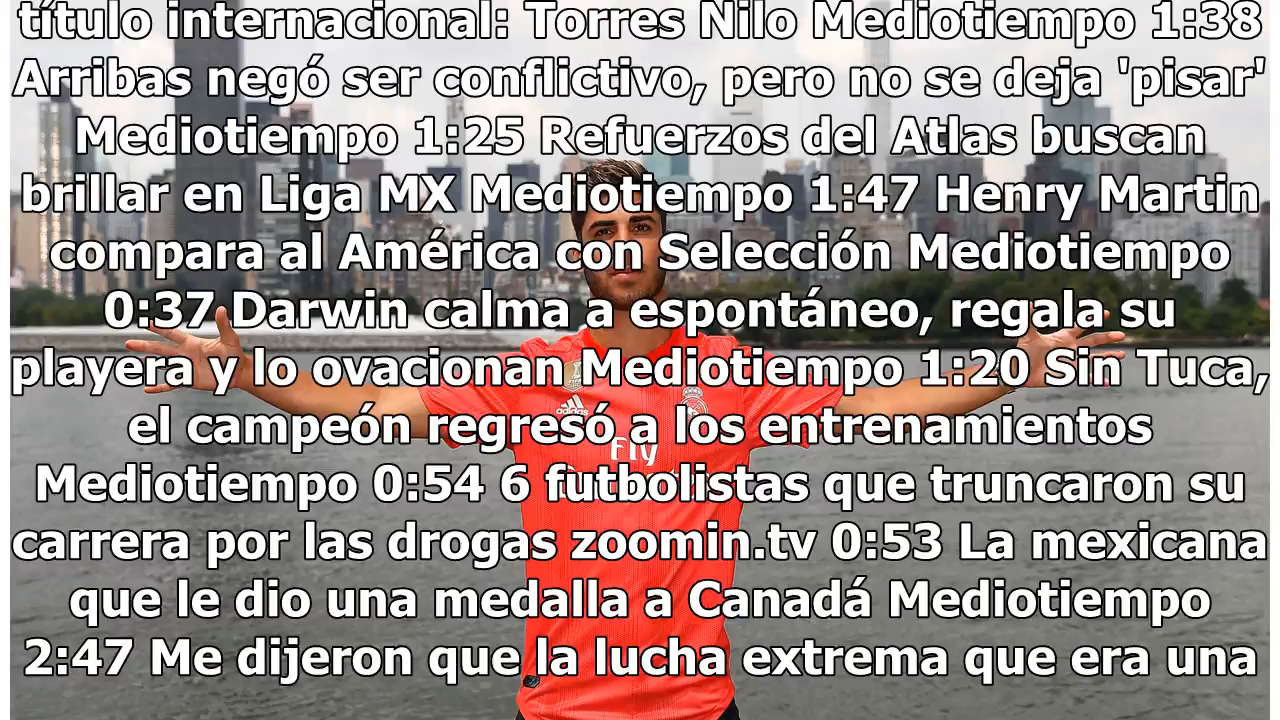 título internacional: Torres Nilo Mediotiempo 1:38
Arribas negó ser conflictivo, pero no se deja 'pisar'
Mediotiempo 1:25 Refuerzos del Atlas buscan
brillar en Liga MX Mediotiempo 1:47 Henry Martin
compara al América con Selección Mediotiempo
0:37 Darwin calma a espontáneo, regala su
playera y lo ovacionan Mediotiempo 1:20 Sin Tuca,
el campeón regresó a los entrenamientos
Mediotiempo 0:54 6 futbolistas que truncaron su
carrera por las drogas zoomin.tv 0:53 La mexicana
que le dio una medalla a Canadá Mediotiempo
2:47 Me dijeron que la lucha extrema que era una
adidas
Fly